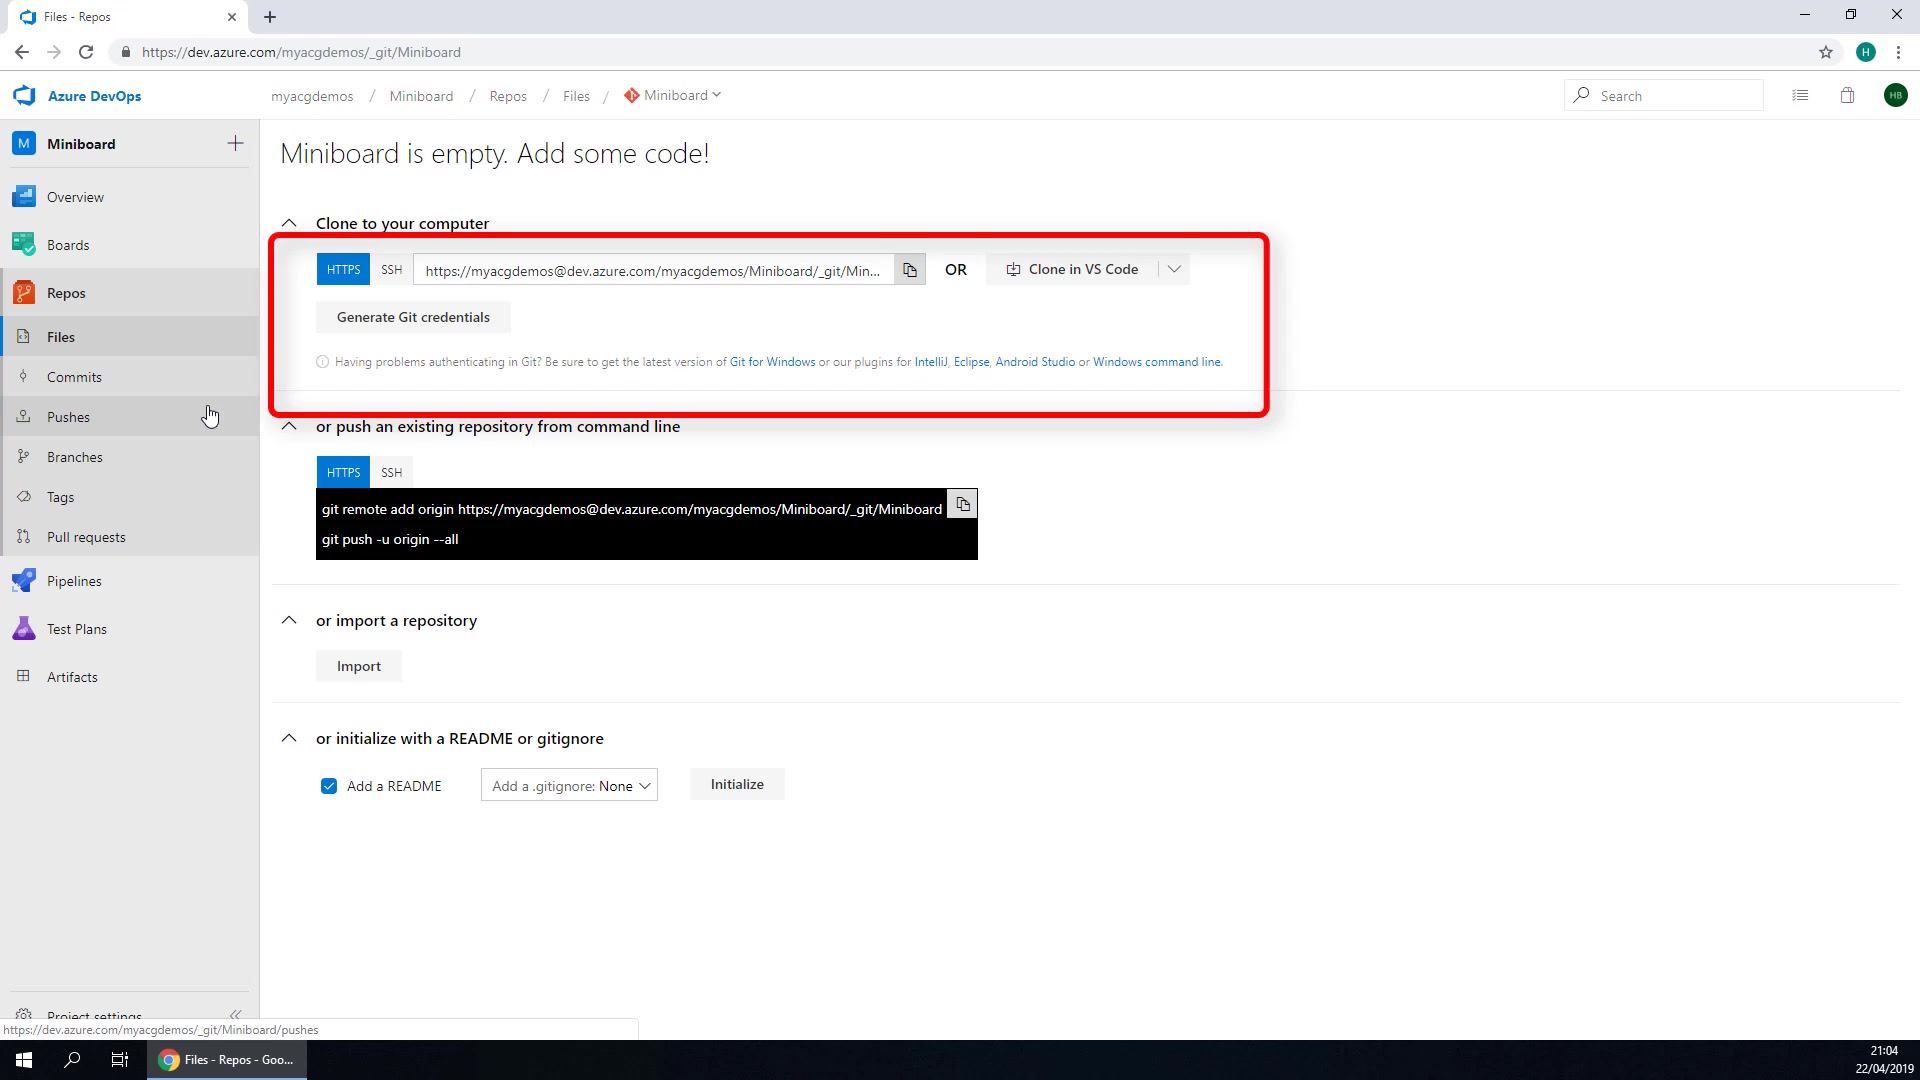 Files - Repos
https://dev.azure.com/myacgdemos/_git/Miniboard
H
Azure DevOps
myacgdemos / Miniboard / Repos / Files / Miniboard
Search
HB
M Miniboard
Miniboard is empty. Add some code!
Overview
Boards
Repos
Files
Commits
Pushes
Branches
Tags
Pull requests
Pipelines
Test Plans
Artifacts
Project settings
Clone to your computer
HTTPS SSH https://myacgdemos@dev.azure.com/myacgdemos/Miniboard/_git/Min... OR Clone in VS Code
Generate Git credentials
Having problems authenticating in Git? Be sure to get the latest version of Git for Windows or our plugins for IntelliJ, Eclipse, Android Studio or Windows command line.
or push an existing repository from command line
HTTPS SSH
git remote add origin https://myacgdemos@dev.azure.com/myacgdemos/Miniboard/_git/Miniboard
git push -u origin --all
or import a repository
Import
or initialize with a README or gitignore
Add a README Add a .gitignore: None Initialize
https://dev.azure.com/myacgdemos/_git/Miniboard/pushes
Files - Repos - Goo...
21:04
22/04/2019